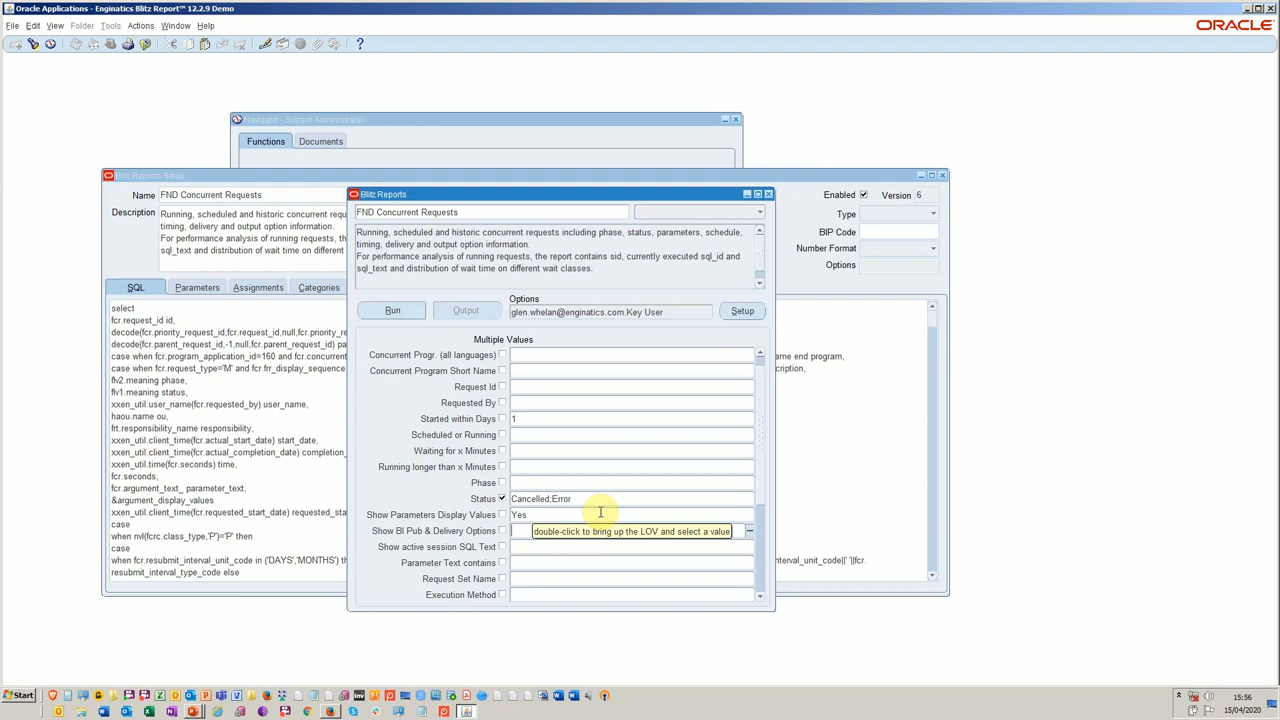 Oracle Applications - Enginatics Blitz Report™ 12.2.9 Demo
File Edit View Folder Tools Actions Window Help
ORACLE
Navigator - System Administrator
Functions Documents
Blitz Reports Setup
Name FND Concurrent Requests
Enabled Version 6
Description Running, scheduled and historic concurrent requ
timing, delivery and output option information.
For performance analysis of running requests, the
sql_text and distribution of wait time on different
Type
BIP Code
Number Format
Options
SQL Parameters Assignments Categories
select
fcr.request_id id,
decode(fcr.priority_request_id,fcr.request_id,null,fcr.priority_
decode(fcr.parent_request_id,-1,null,fcr.parent_request_id) pa
case when fcr.program_application_id=160 and fcr.concurrent
case when fcr.request_type='M' and fcr.frr_display_sequence
flv2.meaning phase,
flv1.meaning status,
xxen_util.user_name(fcr.requested_by) user_name,
haou.name ou,
frt.responsibility_name responsibility,
xxen_util.client_time(fcr.actual_start_date) start_date,
xxen_util.client_time(fcr.actual_completion_date) completion_
xxen_util.time(fcr.seconds) time,
fcr.seconds,
fcr.argument_text_ parameter_text,
&argument_display_values
xxen_util.client_time(fcr.requested_start_date) requested_star
case
when nvl(fcrc.class_type,'P')='P' then
case
when fcr.resubmit_interval_unit_code in ('DAYS','MONTHS') th
resubmit_interval_type_code else
ame end program,
scription,
erval_unit_code||' '||fcr.
Blitz Reports
FND Concurrent Requests
Running, scheduled and historic concurrent requests including phase, status, parameters, schedule,
timing, delivery and output option information.
For performance analysis of running requests, the report contains sid, currently executed sql_id and
sql_text and distribution of wait time on different wait classes.
Options
Run Output glen.whelan@enginatics.com.Key User Setup
Multiple Values
Concurrent Progr. (all languages)
Concurrent Program Short Name
Request Id
Requested By
Started within Days 1
Scheduled or Running
Waiting for x Minutes
Running longer than x Minutes
Phase
Status Cancelled;Error
Show Parameters Display Values Yes
Show BI Pub & Delivery Options double-click to bring up the LOV and select a value
Show active session SQL Text
Parameter Text contains
Request Set Name
Execution Method
Start
15:56
15/04/2020